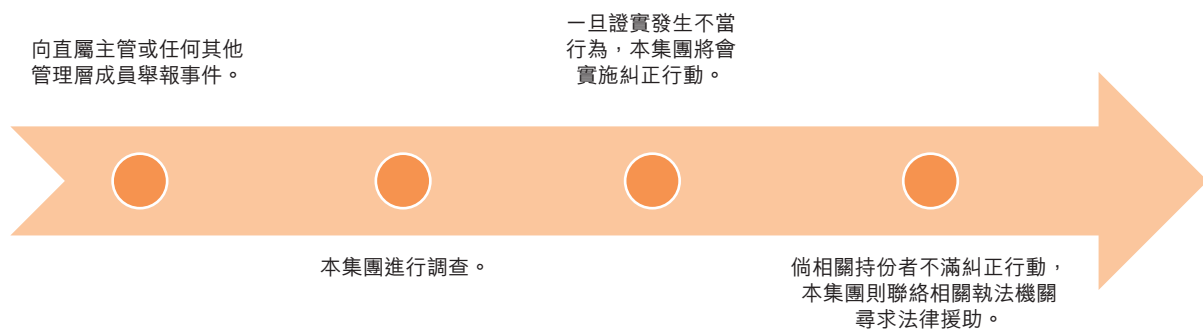 向直屬主管或任何其他
管理層成員舉報事件。
本集團進行調查。
一旦證實發生不當
行為，本集團將會
實施糾正行動。
倘相關持份者不滿糾正行動，
本集團則聯絡相關執法機關
尋求法律援助。